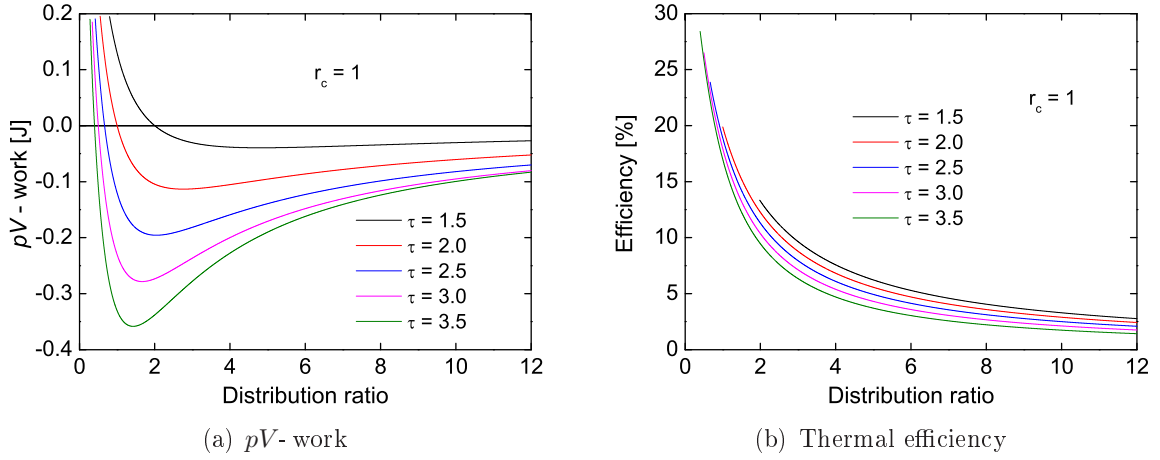 0.2
0.1
0.0
-0.1
-0.2
-0.3
-0.4
pV - work [J]
r_c = 1
τ = 1.5
τ = 2.0
τ = 2.5
τ = 3.0
τ = 3.5
0 2 4 6 8 10 12
Distribution ratio
(a) pV - work
30
25
20
15
10
5
0
Efficiency [%]
r_c = 1
τ = 1.5
τ = 2.0
τ = 2.5
τ = 3.0
τ = 3.5
0 2 4 6 8 10 12
Distribution ratio
(b) Thermal efficiency